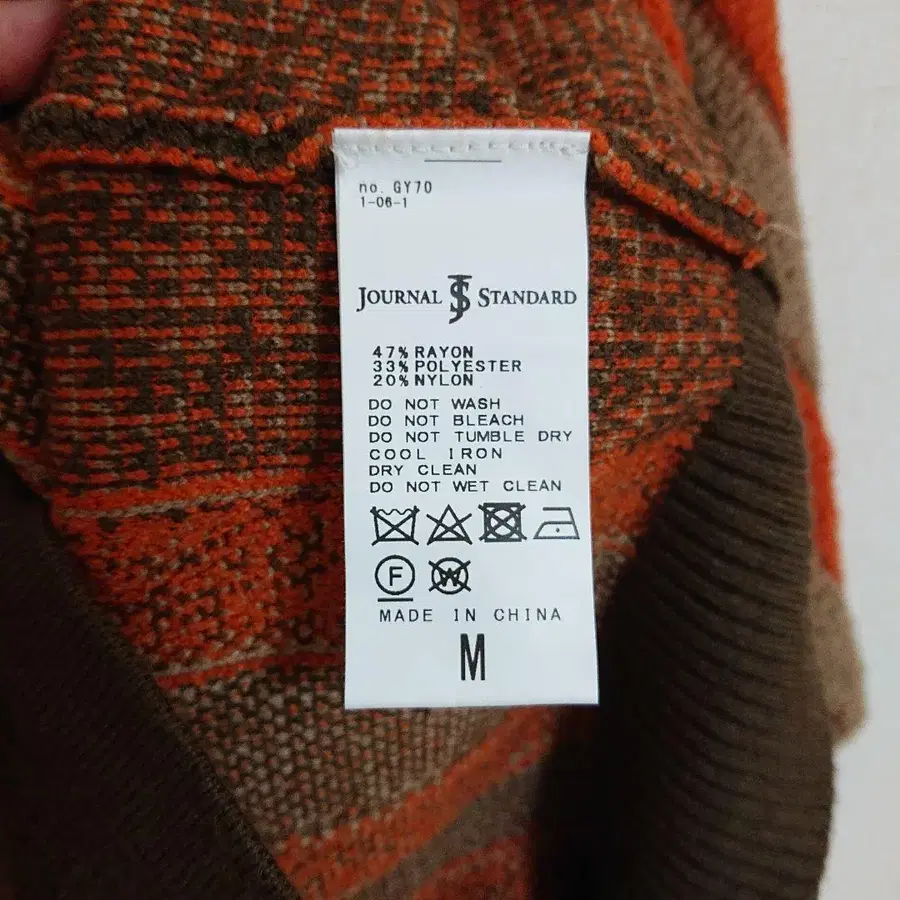 no. GY70
1-06-1
JOURNAL JS STANDARD
47% RAYON
33% POLYESTER
20% NYLON
DO NOT WASH
DO NOT BLEACH
DO NOT TUMBLE DRY
COOL IRON
DRY CLEAN
DO NOT WET CLEAN
F W
MADE IN CHINA
M